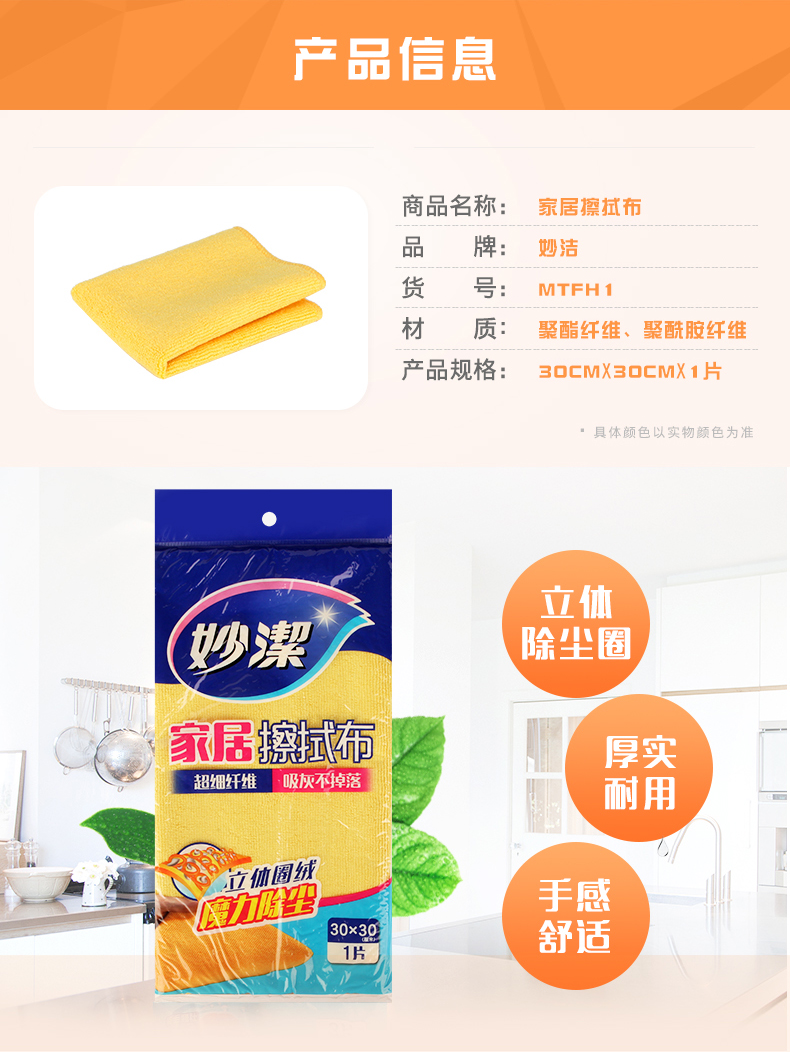 产品信息
商品名称： 家居擦拭布
品　　牌： 妙洁
货　　号： MTFH1
材　　质： 聚酯纤维、聚酰胺纤维
产品规格： 30CMX30CMX1片
* 具体颜色以实物颜色为准
妙潔
家居擦拭布
超细纤维 吸灰不掉落
立体圈绒
魔力除尘
30×30
1片
立体
除尘圈
厚实
耐用
手感
舒适